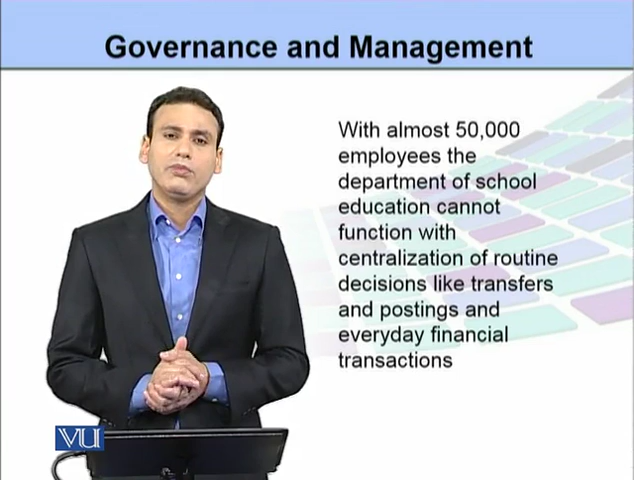 Governance and Management
With almost 50,000
employees the
department of school
education cannot
function with
centralization of routine
decisions like transfers
and postings and
everyday financial
transactions
VU